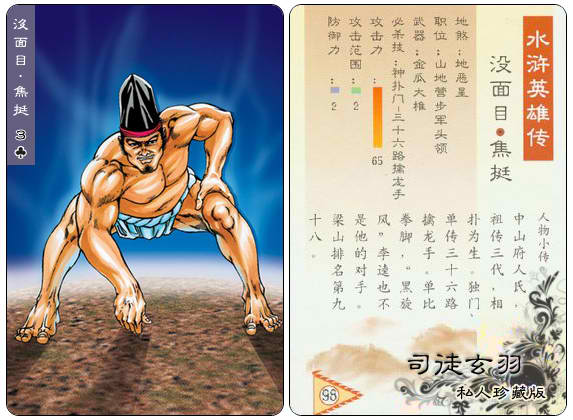 没面目·焦挺 3♣
水浒英雄传
没面目·焦挺
地煞：地恶星
职位：山地营步军头领
武器：金瓜大椎
必杀技：神扑门-三十六路擒龙手
攻击力：65
攻击范围：2
防御力：2
人物小传
中山府人氏，
祖传三代，相
扑为生。独门、
单传三十六路
擒龙手。单比
拳脚，“黑旋
风”李逵也不
是他的对手。
梁山排名第九
十八。
司徒玄羽
私人珍藏版
98